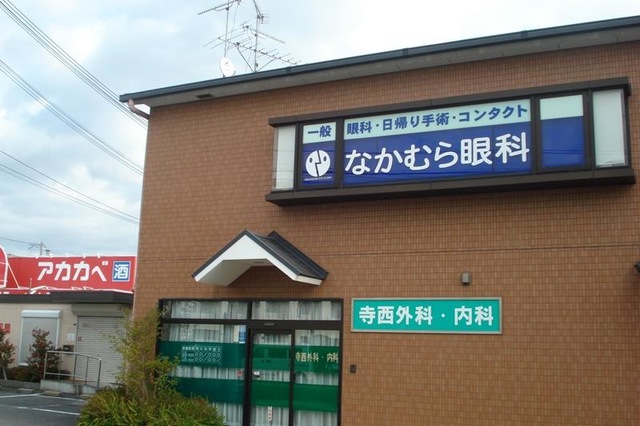 一般
眼科・日帰り手術・コンタクト
なかむら眼科
アカカベ 酒
寺西外科・内科
寺西外科・内科